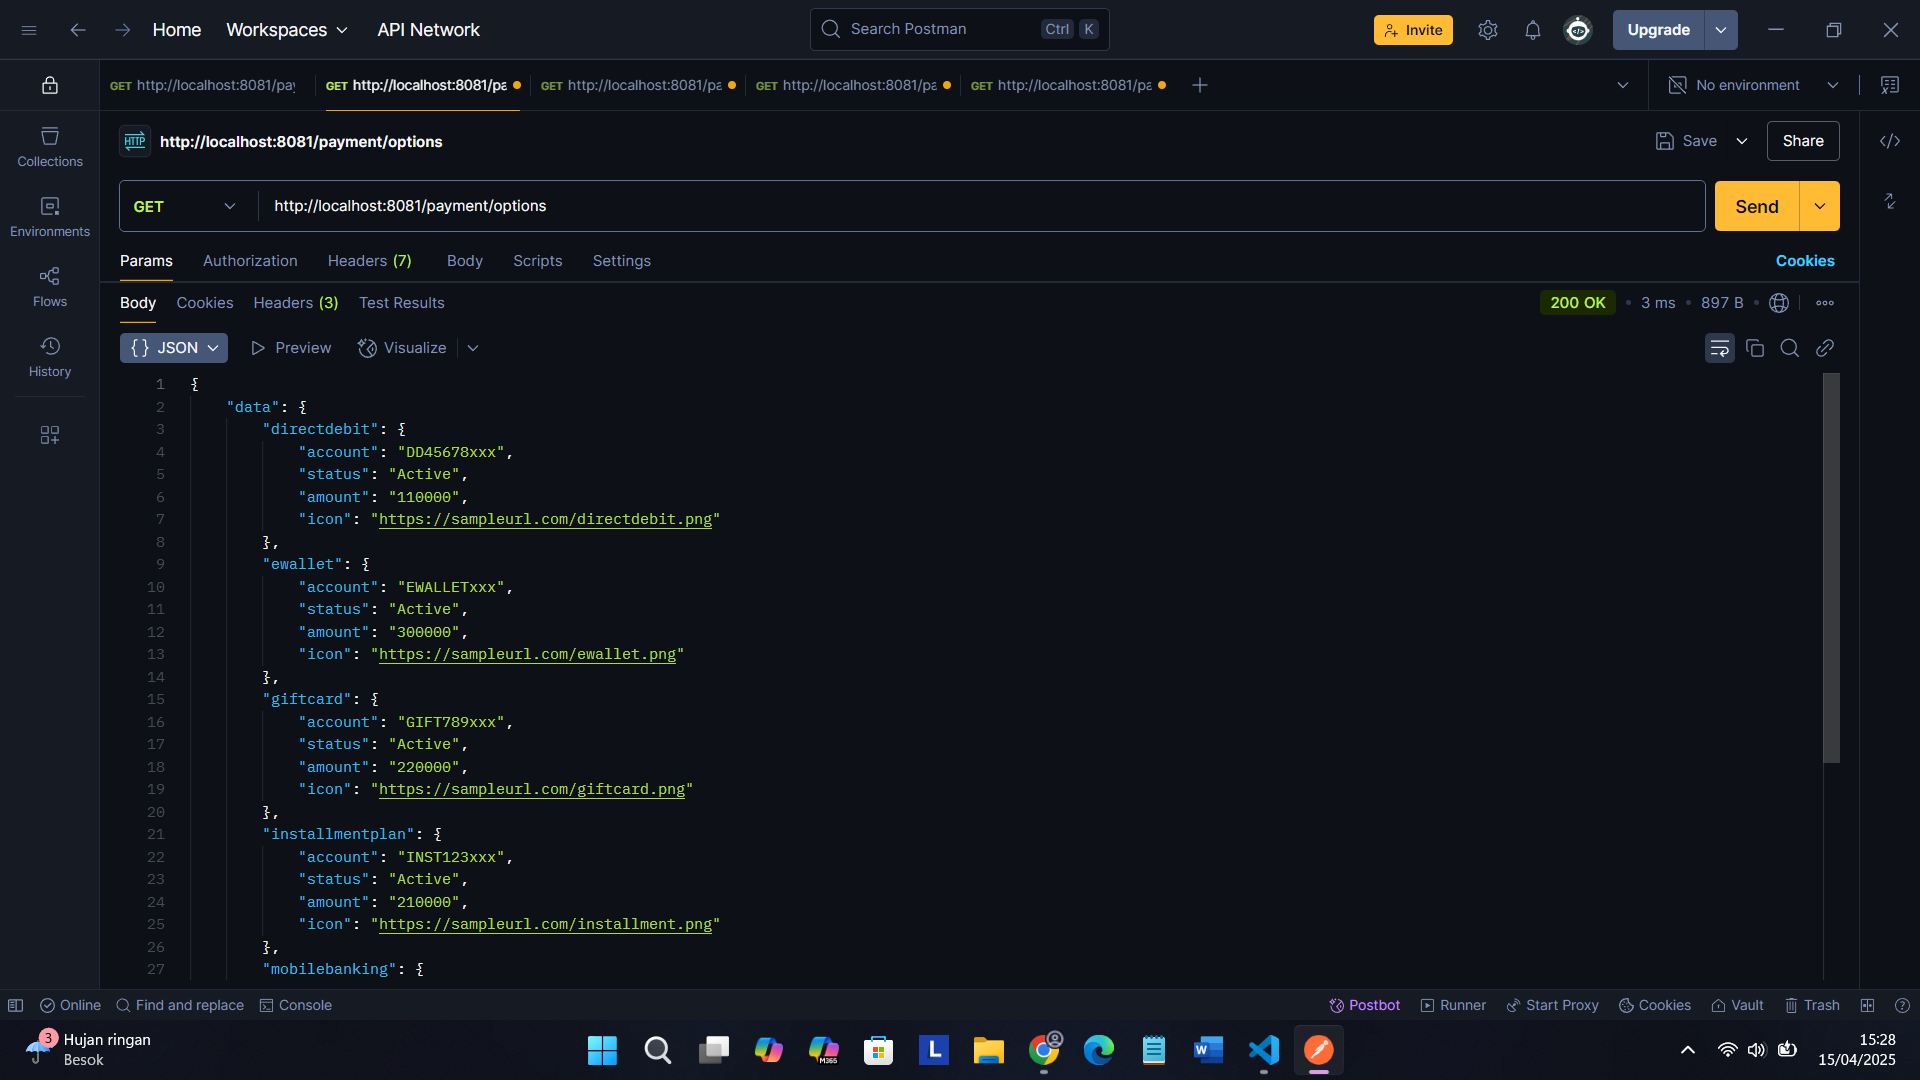 Home Workspaces API Network Search Postman Ctrl K Invite Upgrade
GET http://localhost:8081/pay GET http://localhost:8081/pa GET http://localhost:8081/pa GET http://localhost:8081/pa GET http://localhost:8081/pa No environment
HTTP http://localhost:8081/payment/options Save Share
GET http://localhost:8081/payment/options Send
Params Authorization Headers (7) Body Scripts Settings Cookies
Body Cookies Headers (3) Test Results 200 OK • 3 ms • 897 B •
{ } JSON Preview Visualize
Collections
Environments
Flows
History
1 {
2 "data": {
3 "directdebit": {
4 "account": "DD45678xxx",
5 "status": "Active",
6 "amount": "110000",
7 "icon": "https://sampleurl.com/directdebit.png"
8 },
9 "ewallet": {
10 "account": "EWALLETxxx",
11 "status": "Active",
12 "amount": "300000",
13 "icon": "https://sampleurl.com/ewallet.png"
14 },
15 "giftcard": {
16 "account": "GIFT789xxx",
17 "status": "Active",
18 "amount": "220000",
19 "icon": "https://sampleurl.com/giftcard.png"
20 },
21 "installmentplan": {
22 "account": "INST123xxx",
23 "status": "Active",
24 "amount": "210000",
25 "icon": "https://sampleurl.com/installment.png"
26 },
27 "mobilebanking": {
Online Find and replace Console Postbot Runner Start Proxy Cookies Vault Trash
3 Hujan ringan
Besok
M365
L
W
15:28
15/04/2025